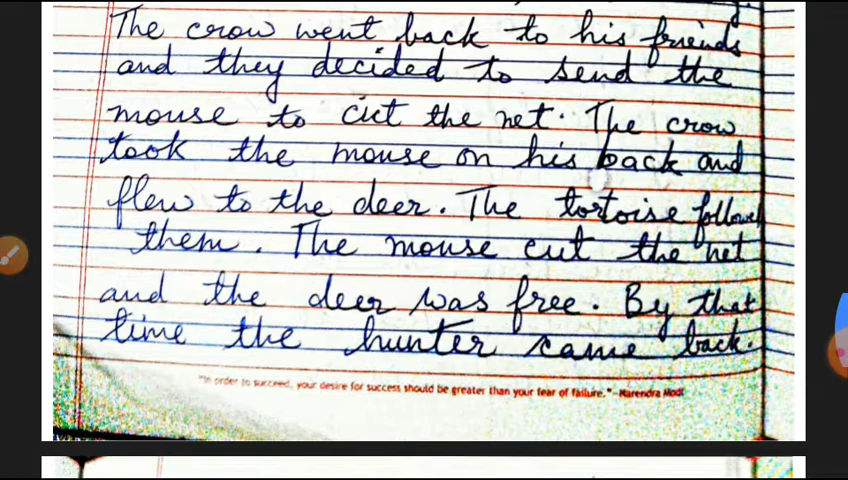 The crow went back to his friends
and they decided to send the
mouse to cut the net. The crow
took the mouse on his back and
flew to the deer. The tortoise followed
them. The mouse cut the net
and the deer was free. By that
time the hunter came back.
"In order to succeed, your desire for success should be greater than your fear of failure." –Narendra Modi